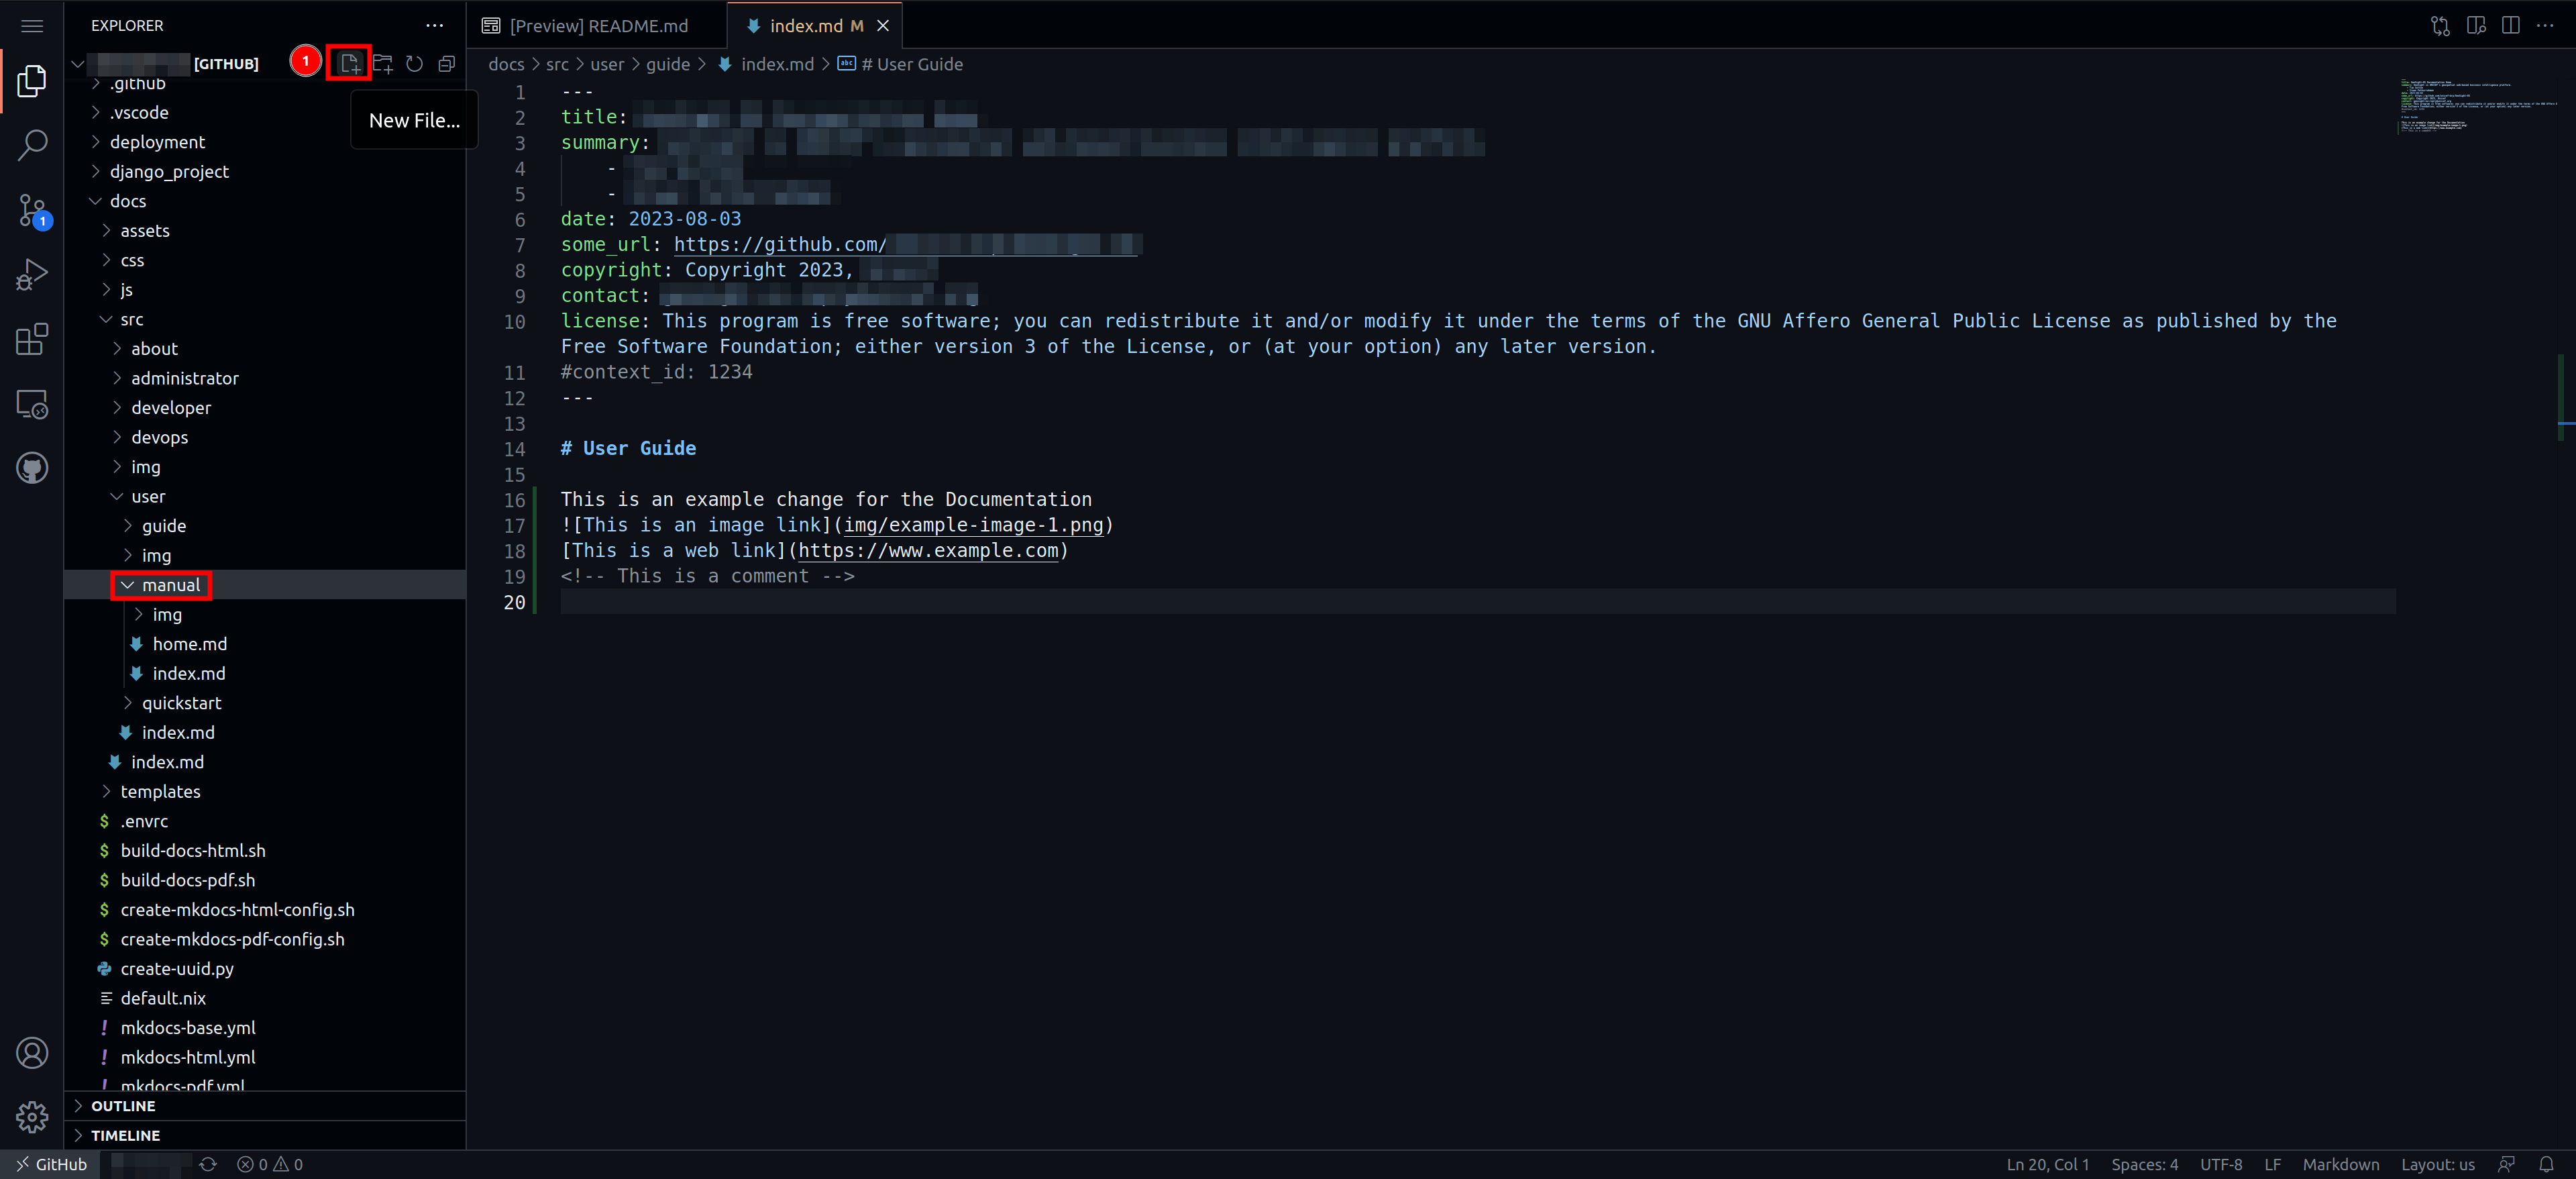 EXPLORER
[GITHUB]
1
New File...
.github
.vscode
deployment
django_project
docs
assets
css
js
src
about
administrator
developer
devops
img
user
guide
img
manual
img
home.md
index.md
quickstart
index.md
index.md
templates
$ .envrc
$ build-docs-html.sh
$ build-docs-pdf.sh
$ create-mkdocs-html-config.sh
$ create-mkdocs-pdf-config.sh
create-uuid.py
default.nix
! mkdocs-base.yml
! mkdocs-html.yml
! mkdocs-pdf.yml
OUTLINE
TIMELINE
1
[Preview] README.md
index.md M
docs > src > user > guide > index.md > abc # User Guide
1 ---
2 title:
3 summary:
4 -
5 -
6 date: 2023-08-03
7 some_url: https://github.com/
8 copyright: Copyright 2023,
9 contact:
10 license: This program is free software; you can redistribute it and/or modify it under the terms of the GNU Affero General Public License as published by the
Free Software Foundation; either version 3 of the License, or (at your option) any later version.
11 #context_id: 1234
12 ---
13
14 # User Guide
15
16 This is an example change for the Documentation
17 ![This is an image link](img/example-image-1.png)
18 [This is a web link](https://www.example.com)
19 <!-- This is a comment -->
20
GitHub
0 0
Ln 20, Col 1 Spaces: 4 UTF-8 LF Markdown Layout: us